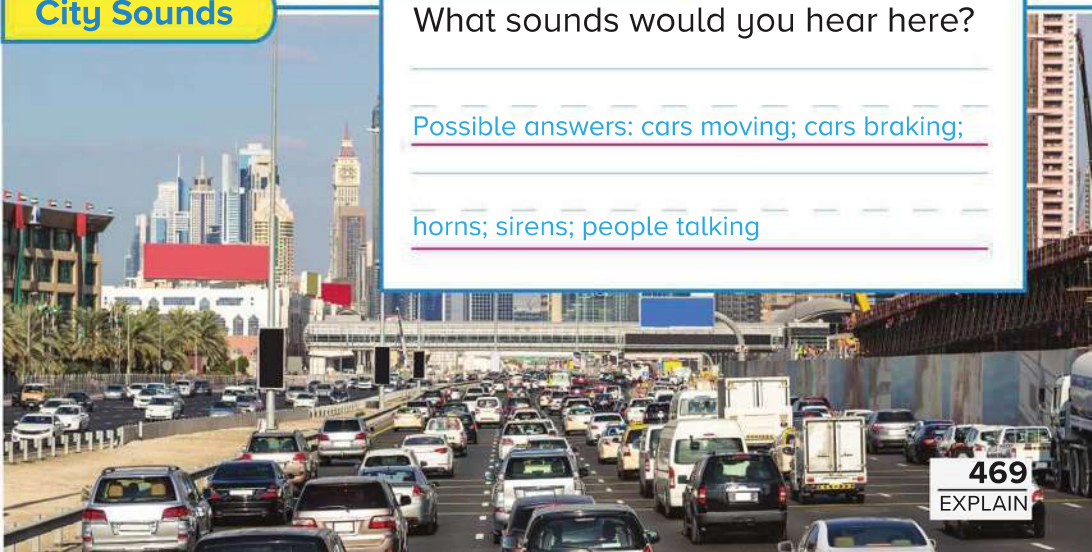 City Sounds
What sounds would you hear here?
Possible answers: cars moving; cars braking;
horns; sirens; people talking
469
EXPLAIN